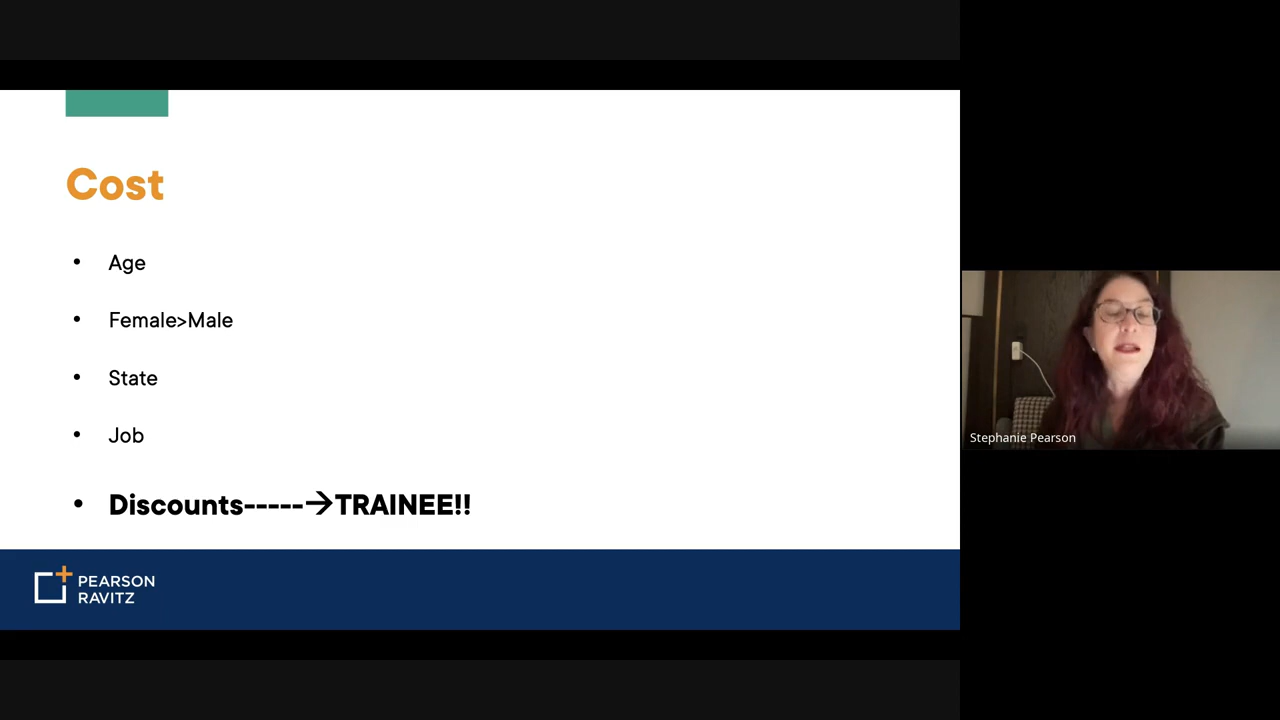 Cost
• Age
• Female>Male
• State
• Job
• Discounts-----→TRAINEE!!
PEARSON
RAVITZ
Stephanie Pearson